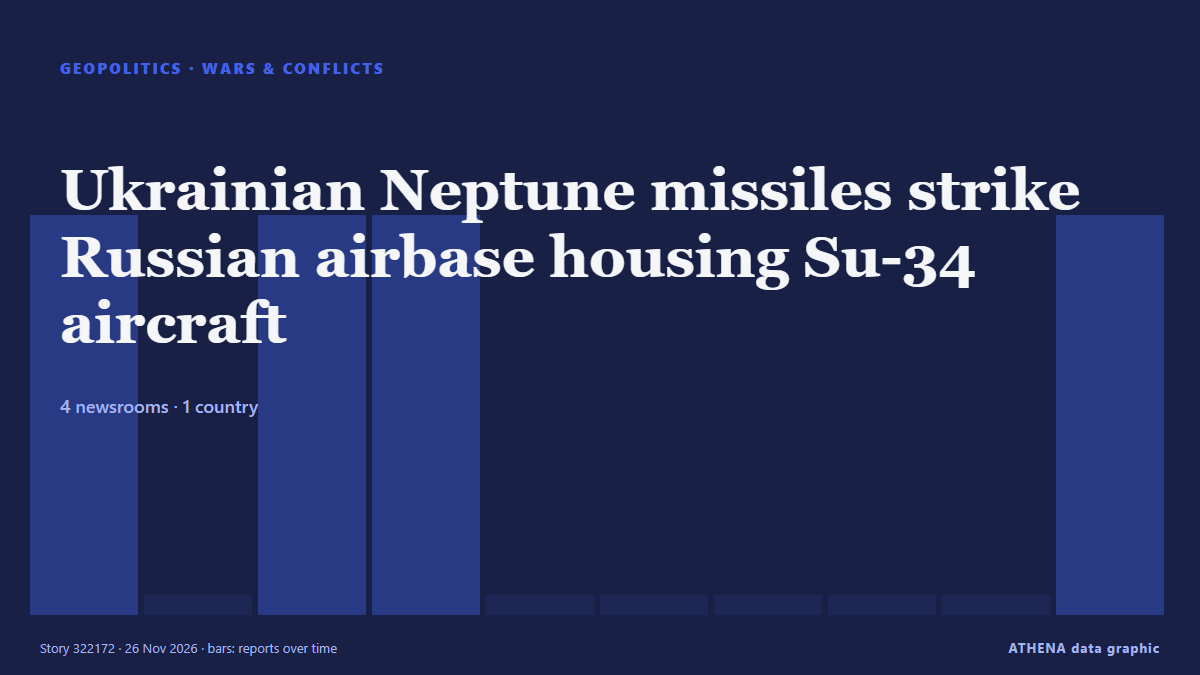 GEOPOLITICS · WARS & CONFLICTS
Ukrainian Neptune missiles strike
Russian airbase housing Su-34
aircraft
4 newsrooms · 1 country
Story 322172 · 26 Nov 2026 · bars: reports over time
ATHENA data graphic